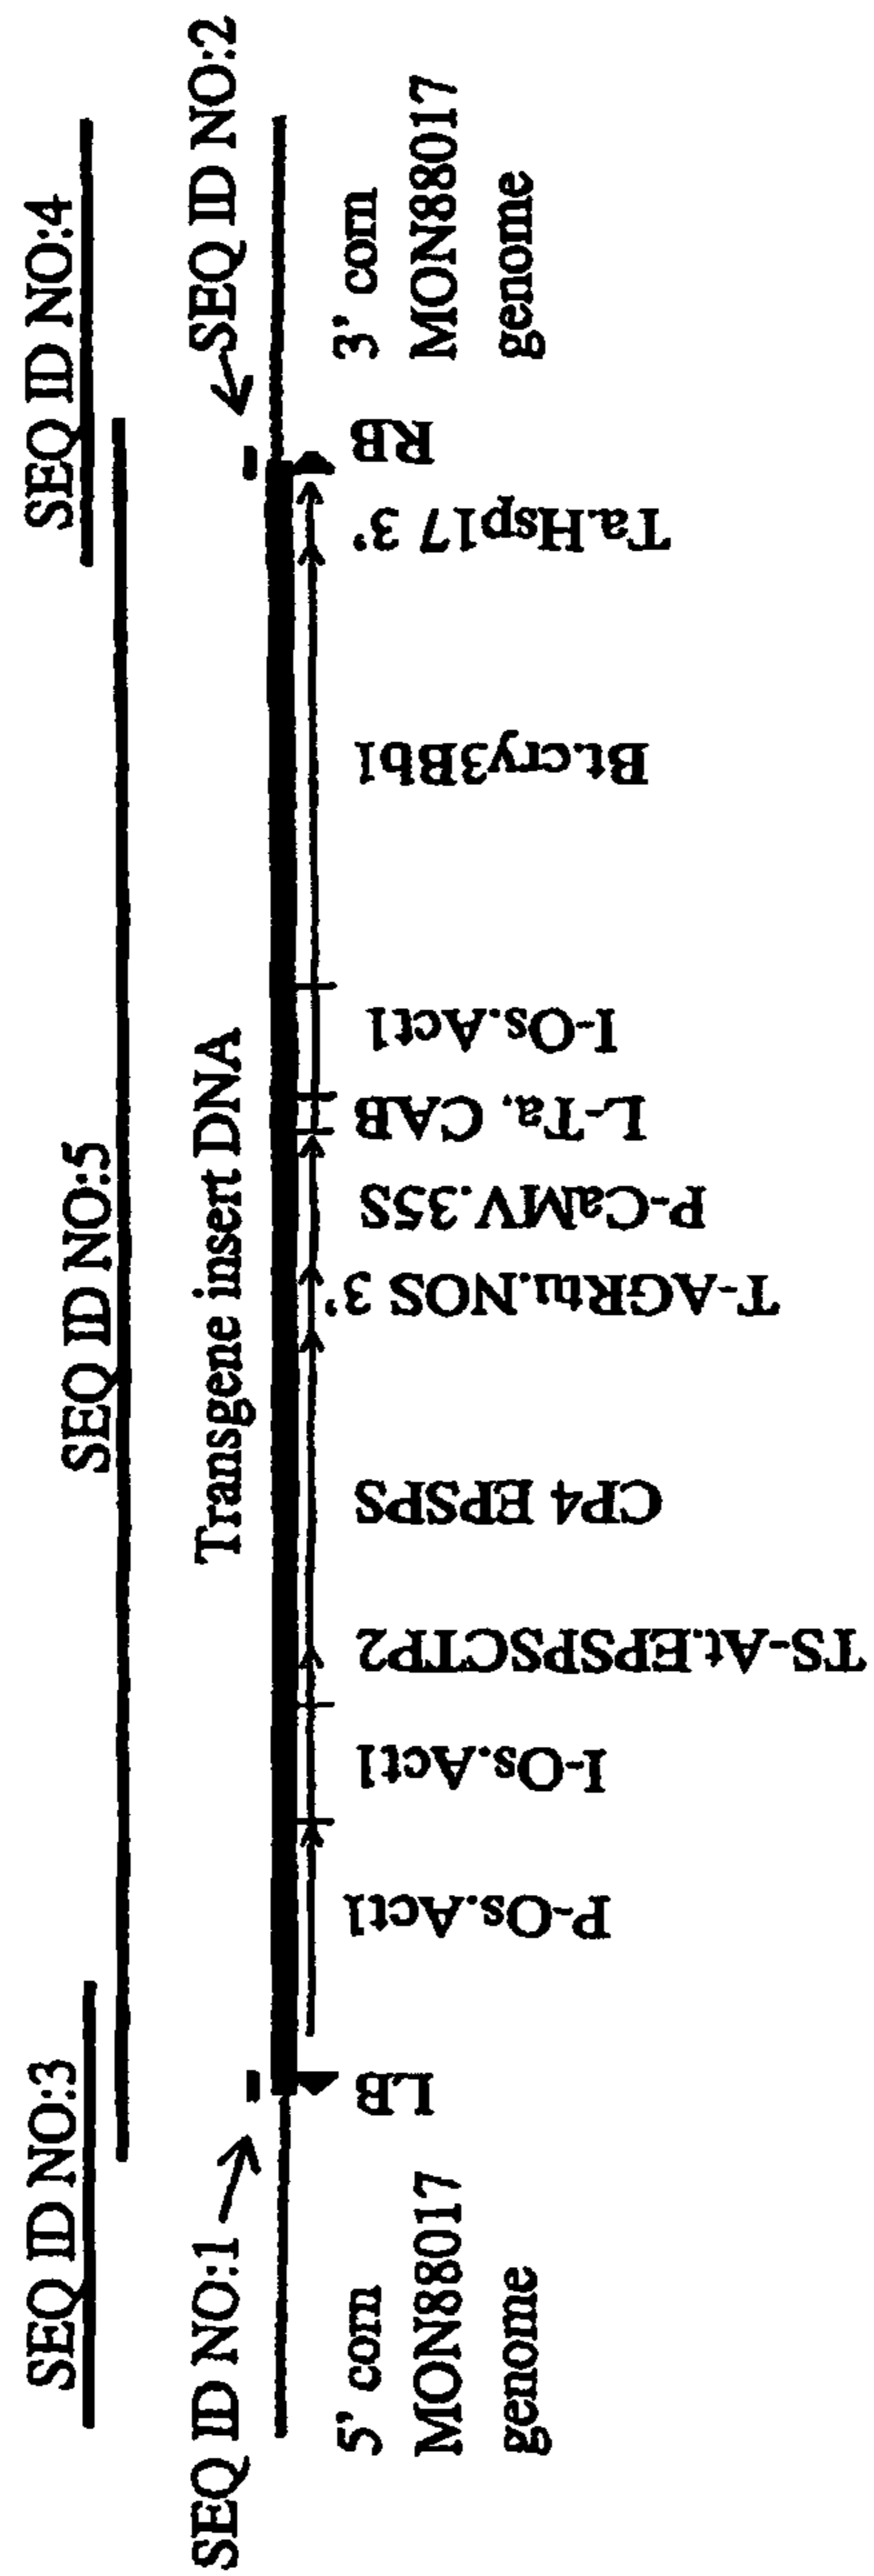 SEQ ID NO:3
SEQ ID NO:4
SEQ ID NO:5
SEQ ID NO:1
Transgene insert DNA
SEQ ID NO:2
5' corn
MON88017
genome
LB
P-Os.Act1
I-Os.Act1
TS-At.EPSPSCTP2
CP4 EPSPS
T-AGRtu.NOS 3'
P-CaMV.35S
L-Ta. CAB
I-Os.Act1
Bt.cry3Bb1
Ta.Hsp17 3'
RB
3' corn
MON88017
genome